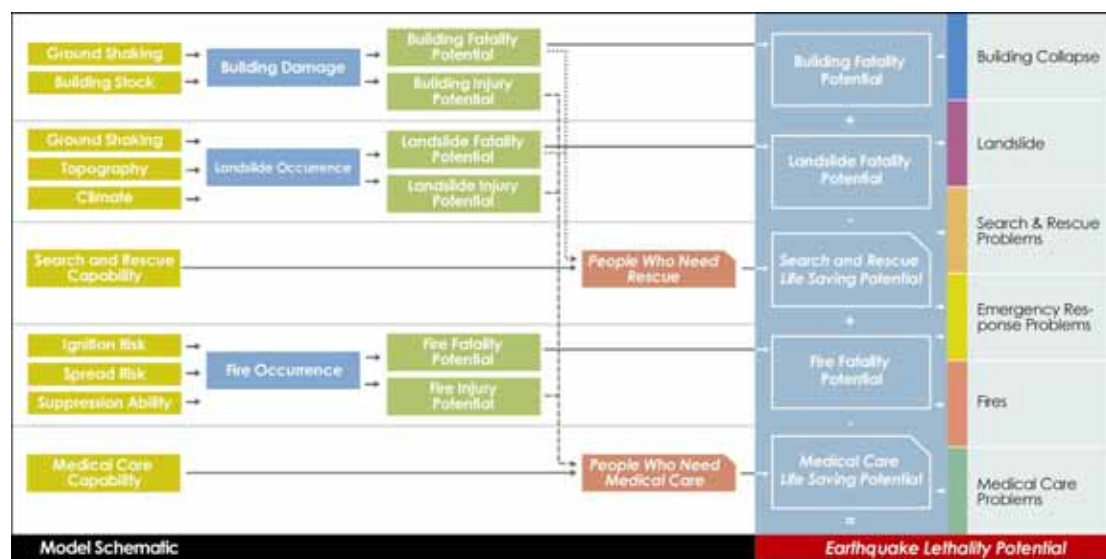 Ground Shaking
Building Stock
Building Damage
Building Fatality
Potential
Building Injury
Potential
Building Fatality
Potential
Building Collapse
+
Ground Shaking
Topography
Climate
Landslide Occurrence
Landslide Fatality
Potential
Landslide Injury
Potential
Landslide Fatality
Potential
Landslide
-
Search and Rescue
Capability
People Who Need
Rescue
Search and Rescue
Life Saving Potential
Search & Rescue
Problems
+
Emergency Res-
ponse Problems
Ignition Risk
Spread Risk
Suppression Ability
Fire Occurrence
Fire Fatality
Potential
Fire Injury
Potential
Fire Fatality
Potential
Fires
-
Medical Care
Capability
People Who Need
Medical Care
Medical Care
Life Saving Potential
Medical Care
Problems
=
Model Schematic
Earthquake Lethality Potential